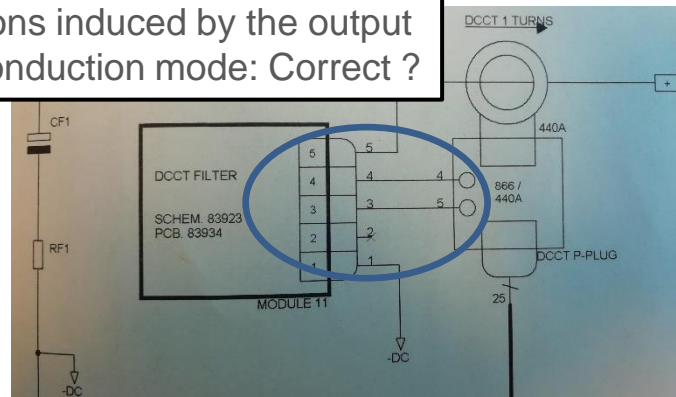 ons induced by the output
onduction mode: Correct ?
DCCT 1 TURNS
+
CF1
440A
DCCT FILTER
5
5
4
4
4
866 /
440A
SCHEM. 83923
PCB. 83934
3
3
5
2
2
RF1
1
1
DCCT P-PLUG
MODULE 11
25
-DC
-DC